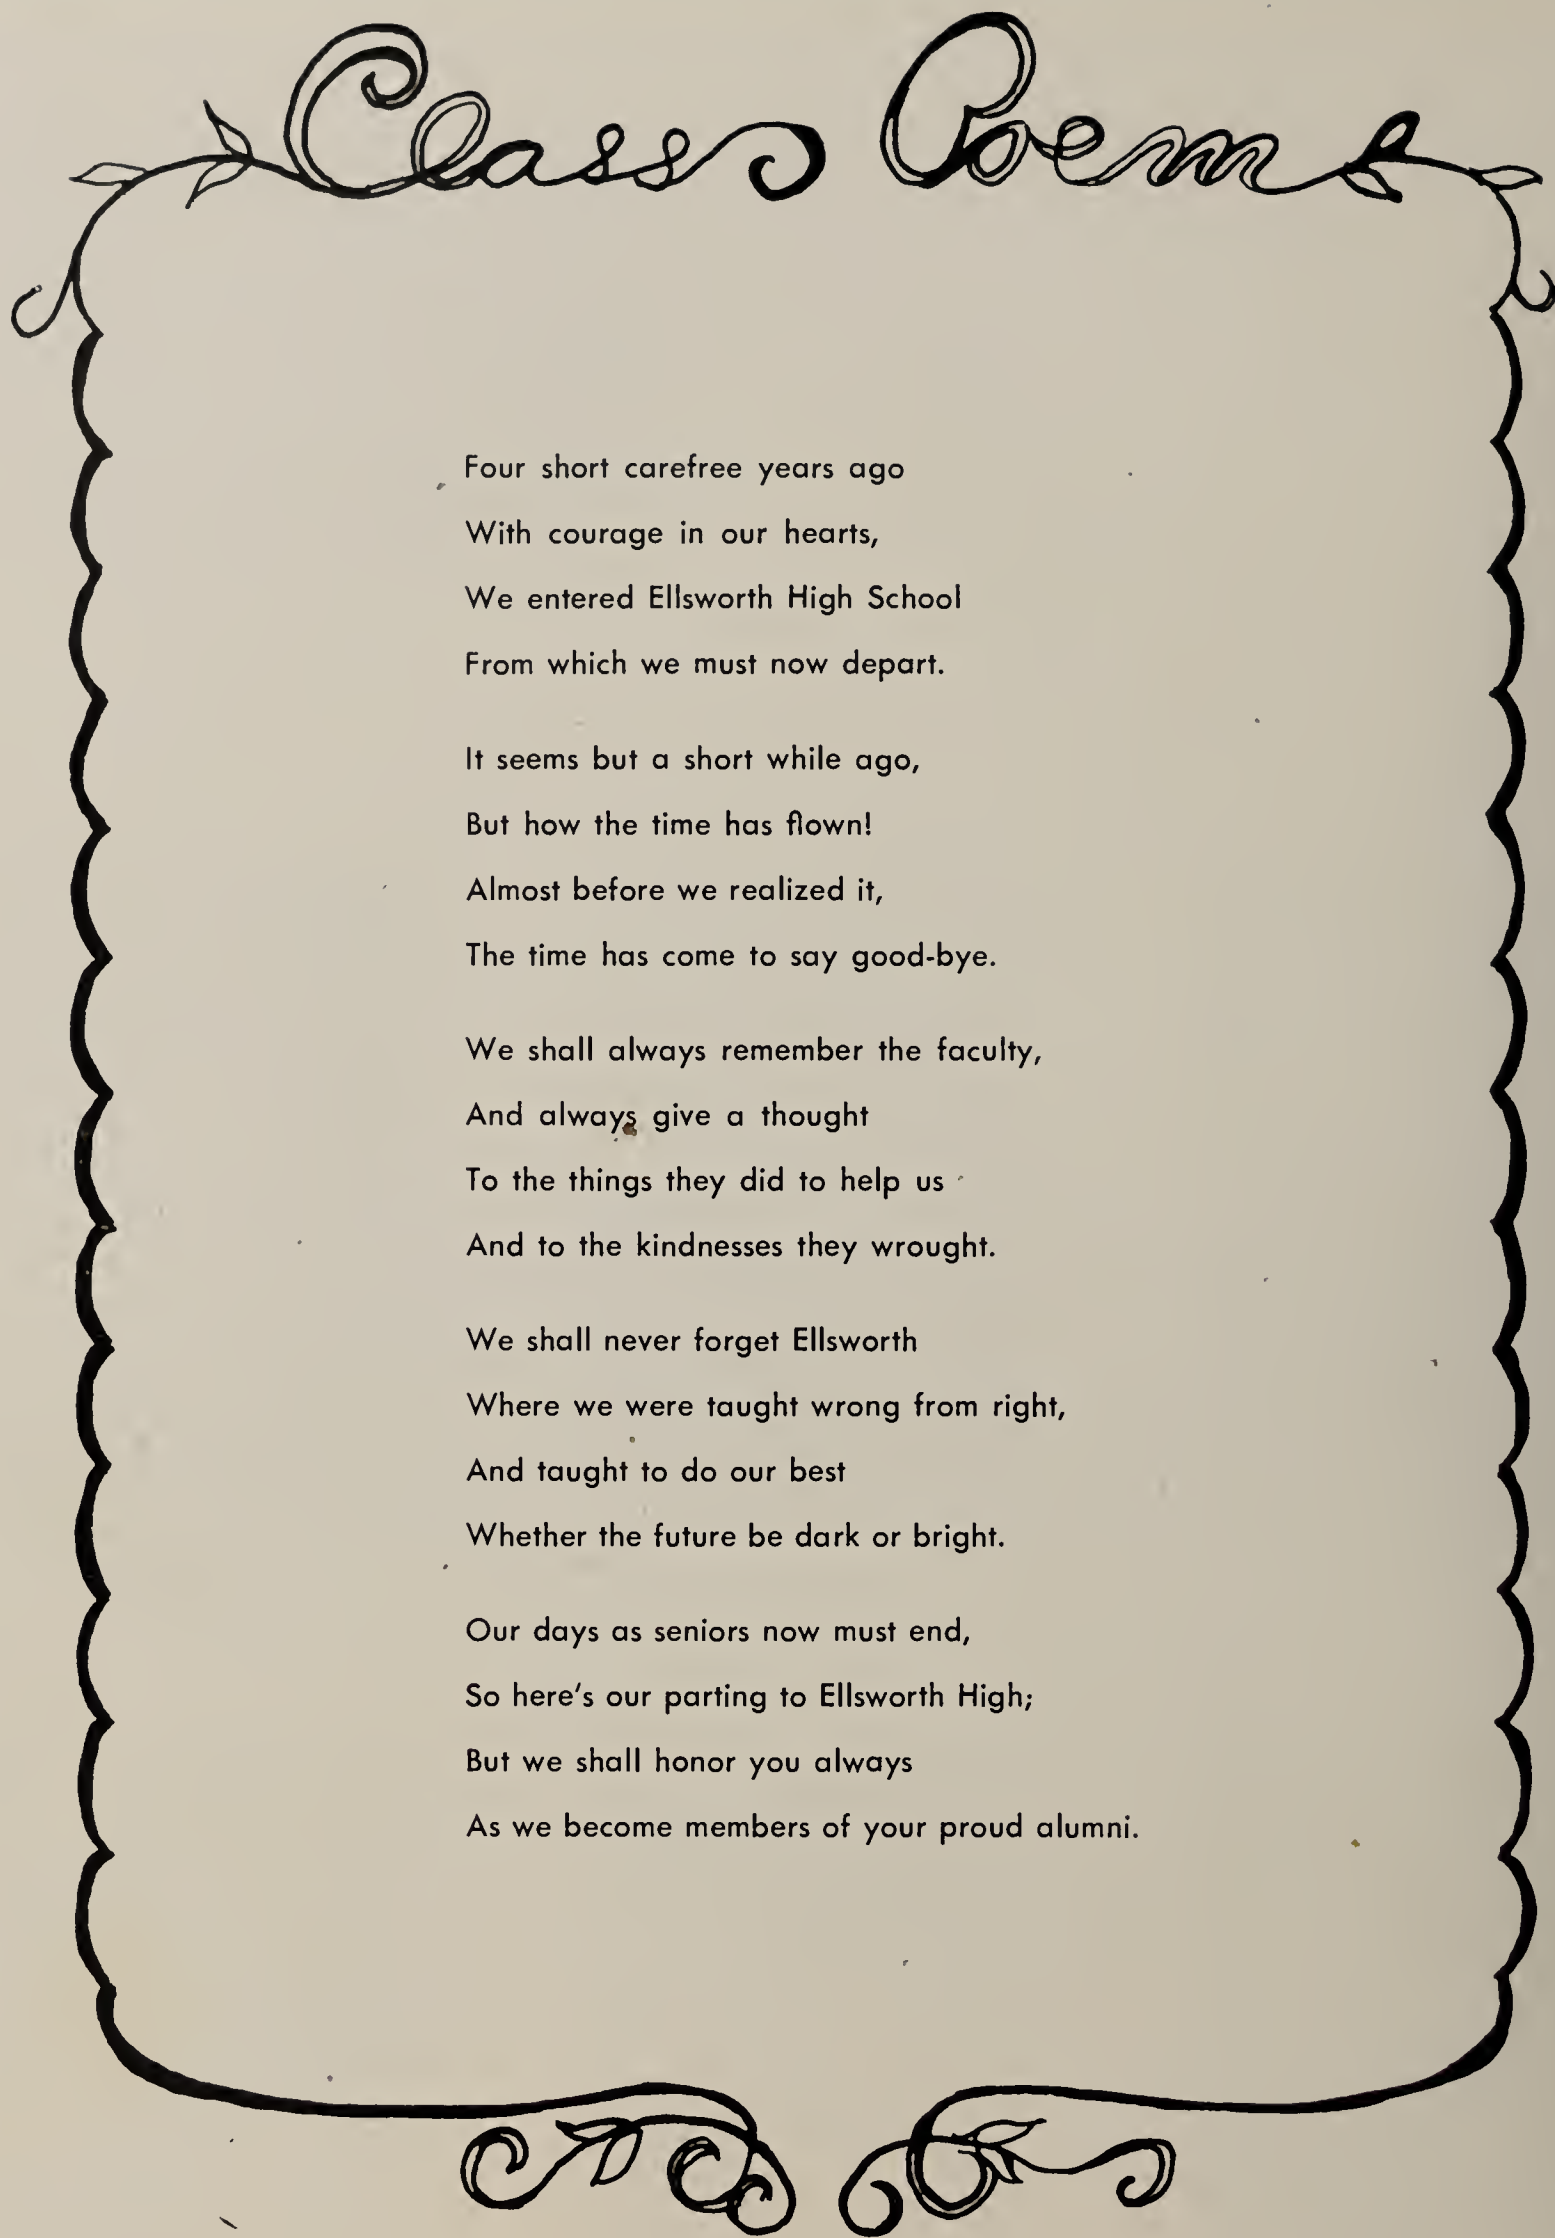 Class Poem
Four short carefree years ago
With courage in our hearts,
We entered Ellsworth High School
From which we must now depart.
It seems but a short while ago,
But how the time has flown!
Almost before we realized it,
The time has come to say good-bye.
We shall always remember the faculty,
And always give a thought
To the things they did to help us
And to the kindnesses they wrought.
We shall never forget Ellsworth
Where we were taught wrong from right,
And taught to do our best
Whether the future be dark or bright.
Our days as seniors now must end,
So here's our parting to Ellsworth High;
But we shall honor you always
As we become members of your proud alumni.